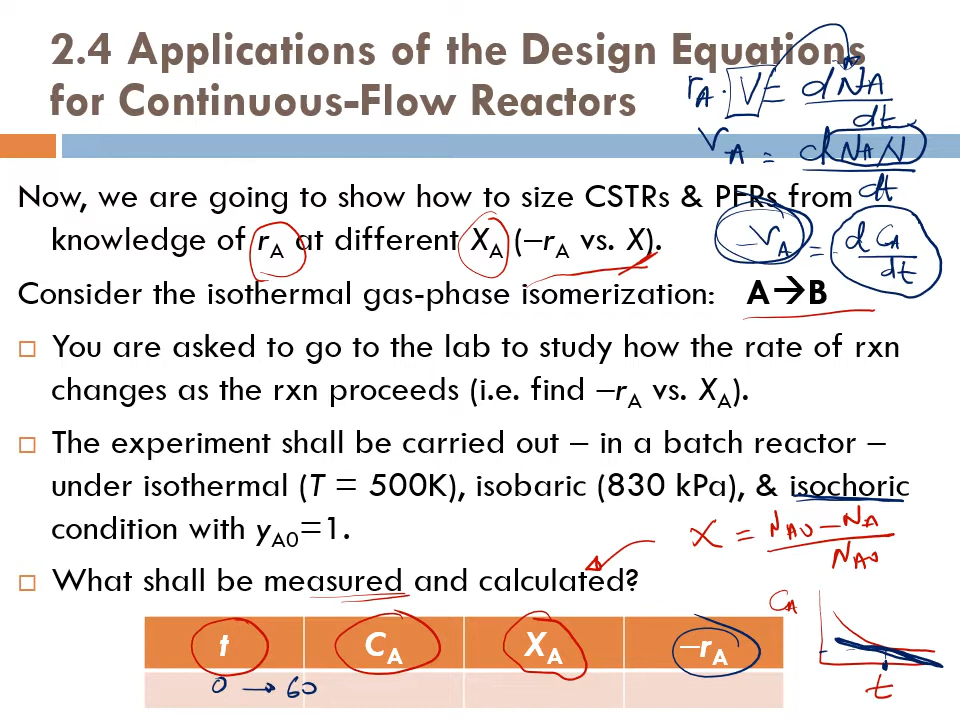 2.4 Applications of the Design Equations
for Continuous-Flow Reactors
rA · V = dNA/dt
rA = d NA/V / dt
Now, we are going to show how to size CSTRs & PFRs from
knowledge of rA at different XA (–rA vs. X).
–rA = – d CA/dt
Consider the isothermal gas-phase isomerization: A→B
□ You are asked to go to the lab to study how the rate of rxn
changes as the rxn proceeds (i.e. find –rA vs. XA).
□ The experiment shall be carried out – in a batch reactor –
under isothermal (T = 500K), isobaric (830 kPa), & isochoric
condition with yA0=1.
X = NA0 – NA / NA0
□ What shall be measured and calculated?
CA
t CA XA –rA
t
0 → 60